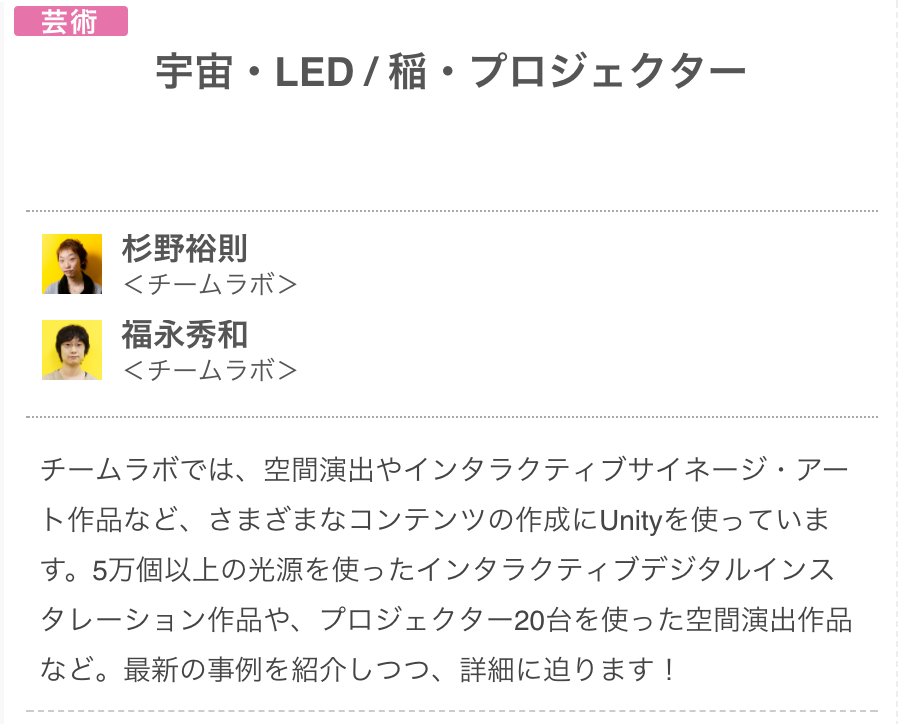 芸術
宇宙・LED / 稲・プロジェクター
杉野裕則
＜チームラボ＞
福永秀和
＜チームラボ＞
チームラボでは、空間演出やインタラクティブサイネージ・アー
ト作品など、さまざまなコンテンツの作成にUnityを使っていま
す。5万個以上の光源を使ったインタラクティブデジタルインス
タレーション作品や、プロジェクター20台を使った空間演出作品
など。最新の事例を紹介しつつ、詳細に迫ります！